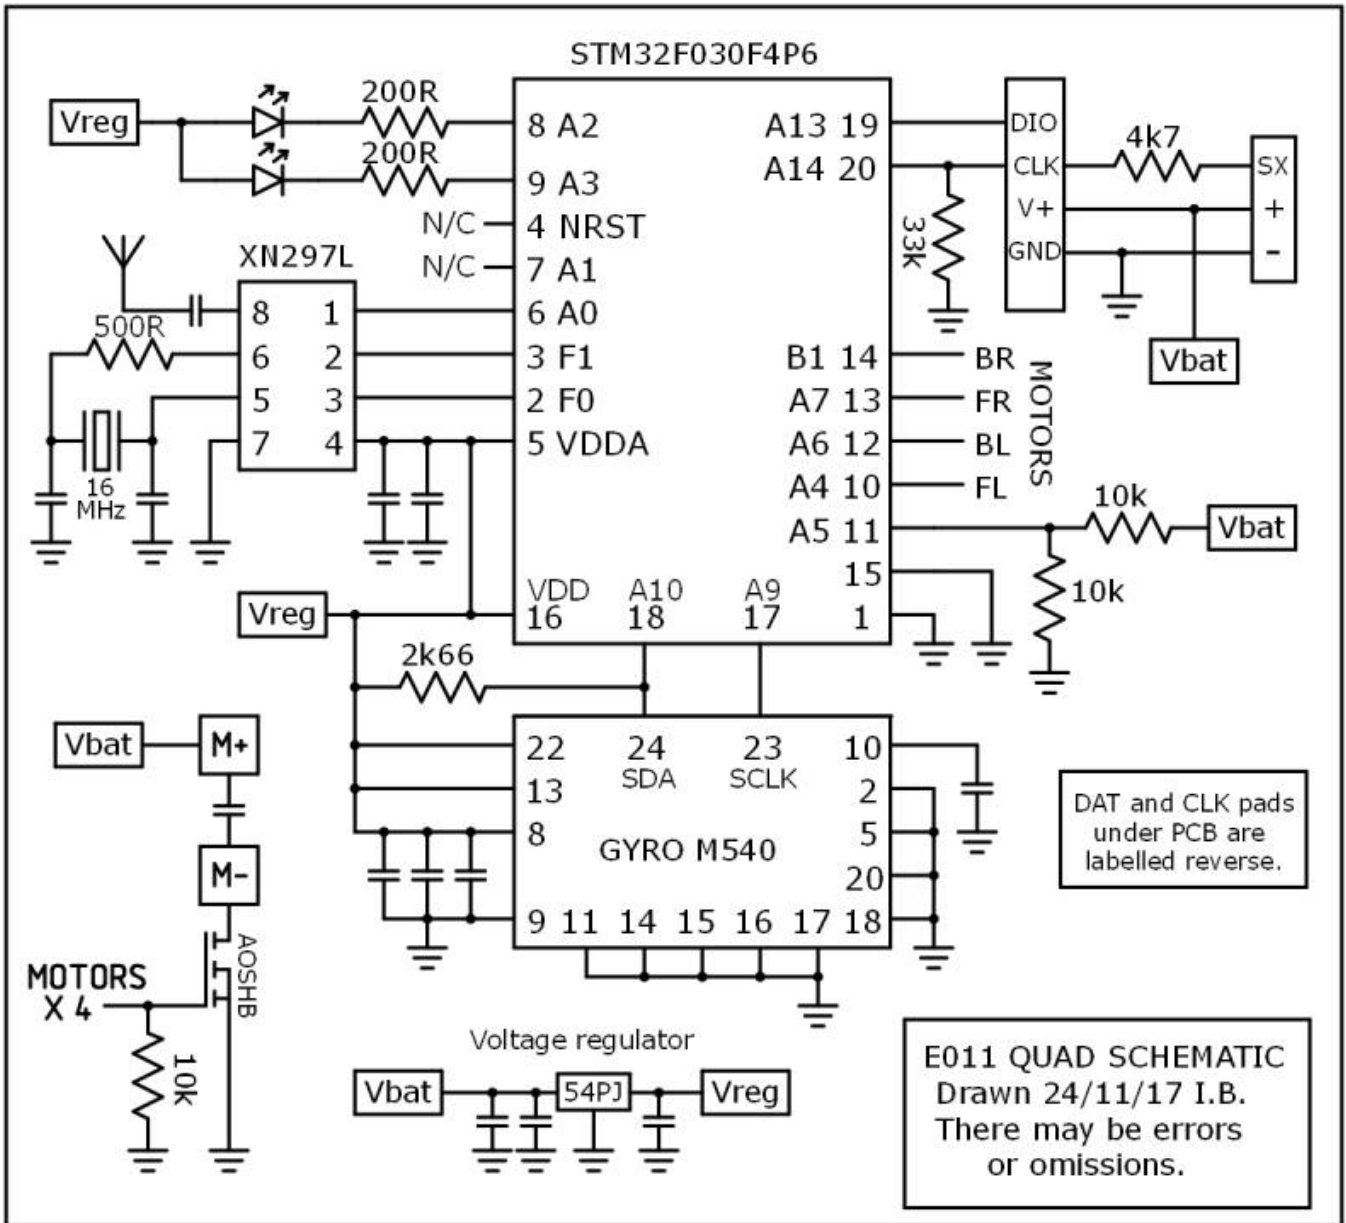 STM32F030F4P6
Vreg
200R
8 A2
A13 19
DIO
4k7
200R
9 A3
A14 20
CLK
SX
N/C
4 NRST
V+
+
XN297L
N/C
7 A1
33k
GND
-
8 1
6 A0
500R
6 2
3 F1
B1 14
BR
MOTORS
Vbat
5 3
2 F0
A7 13
FR
7 4
5 VDDA
A6 12
BL
16
MHz
A4 10
FL
10k
A5 11
Vbat
15
10k
Vreg
VDD
16
A10
18
A9
17
1
2k66
Vbat
M+
22
24
SDA
23
SCLK
10
13
2
DAT and CLK pads
under PCB are
labelled reverse.
8
GYRO M540
5
M-
20
9 11 14 15 16 17 18
AOSHB
MOTORS
X 4
10k
Voltage regulator
Vbat
54PJ
Vreg
E011 QUAD SCHEMATIC
Drawn 24/11/17 I.B.
There may be errors
or omissions.